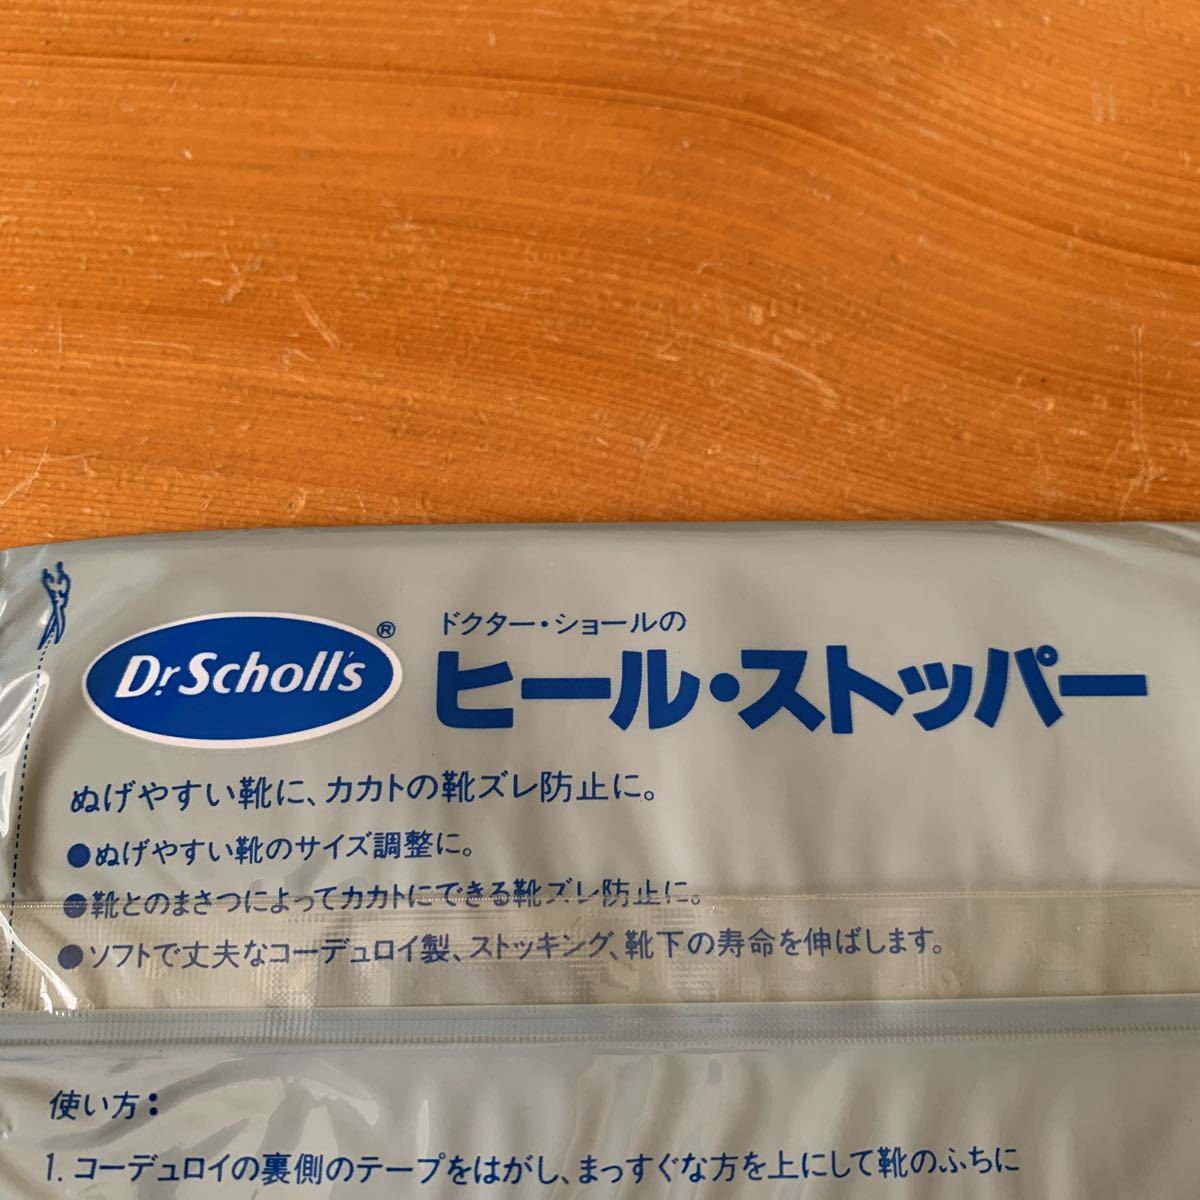 Dr Scholl's®
ドクター・ショールの
ヒール・ストッパー
ぬげやすい靴に、カカトの靴ズレ防止に。
●ぬげやすい靴のサイズ調整に。
●靴とのまさつによってカカトにできる靴ズレ防止に。
●ソフトで丈夫なコーデュロイ製、ストッキング、靴下の寿命を伸ばします。
使い方：
1. コーデュロイの裏側のテープをはがし、まっすぐな方を上にして靴のふちに